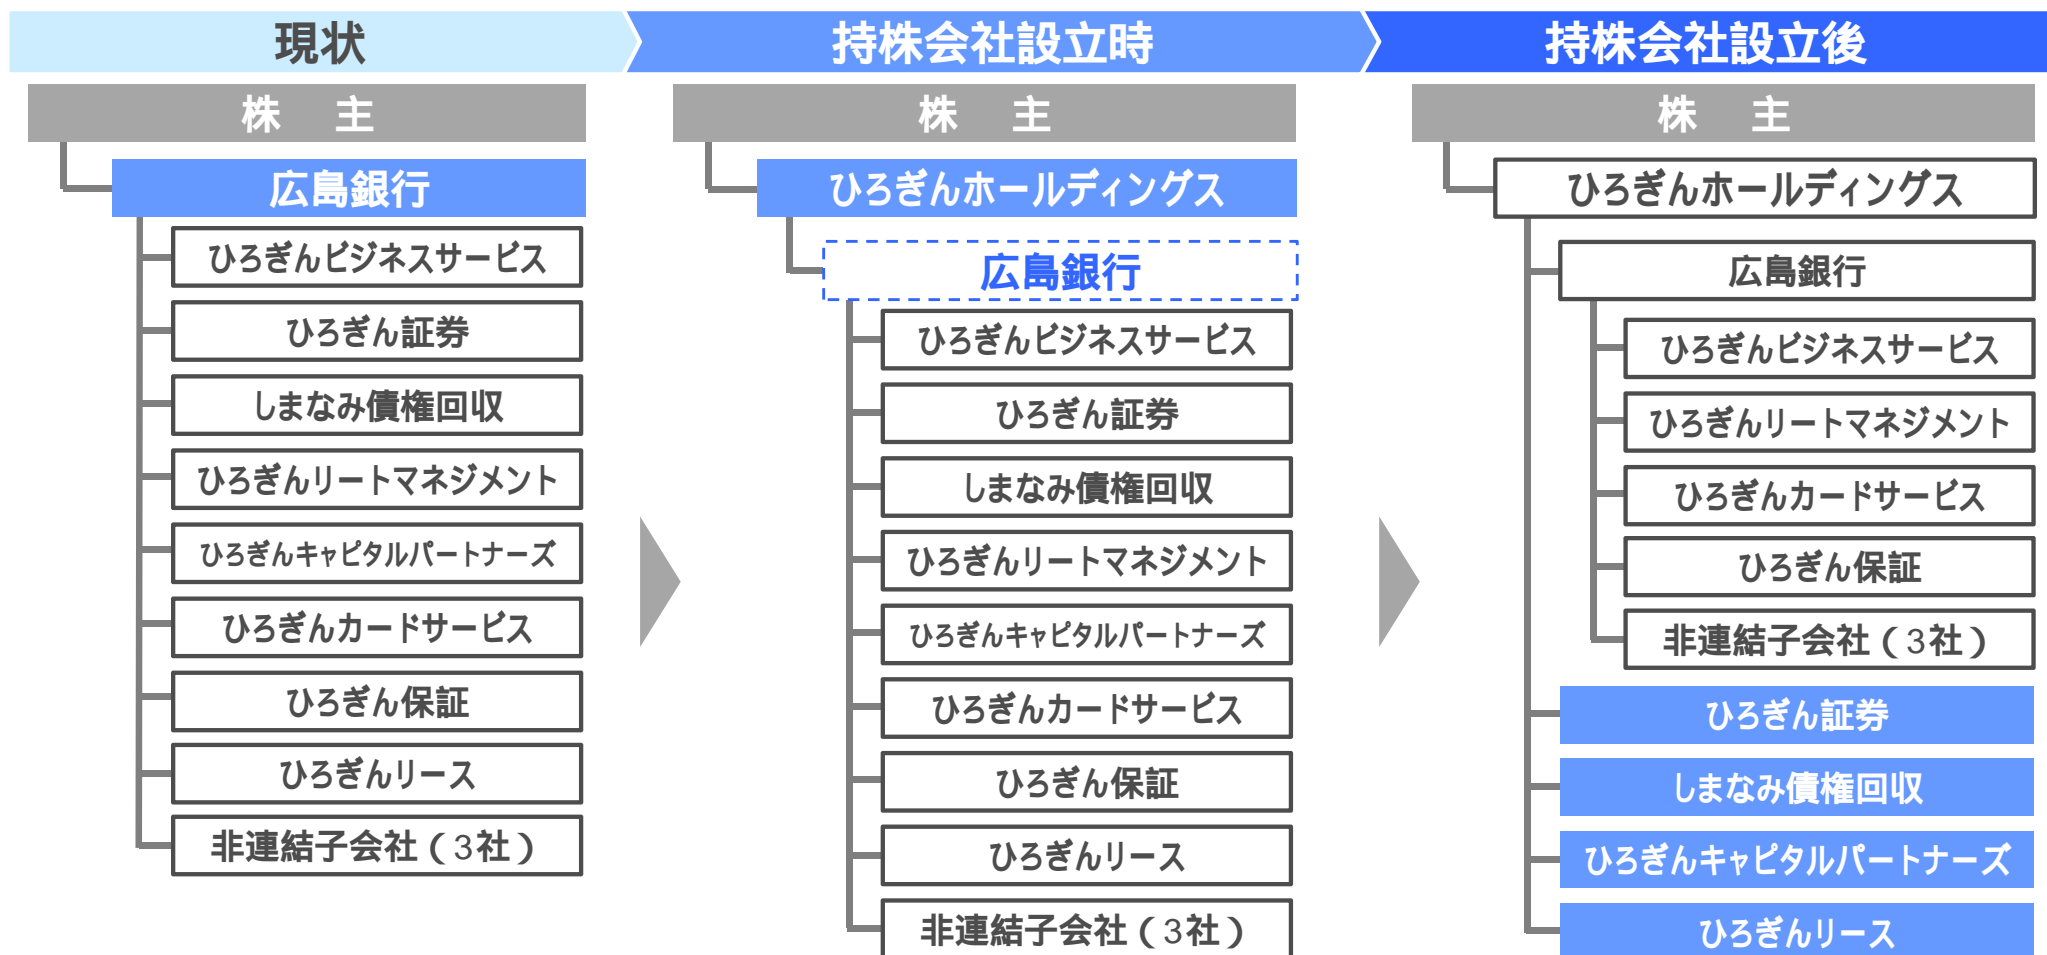 現状
株 主
広島銀行
ひろぎんビジネスサービス
ひろぎん証券
しまなみ債権回収
ひろぎんリートマネジメント
ひろぎんキャピタルパートナーズ
ひろぎんカードサービス
ひろぎん保証
ひろぎんリース
非連結子会社（3社）
持株会社設立時
株 主
ひろぎんホールディングス
広島銀行
ひろぎんビジネスサービス
ひろぎん証券
しまなみ債権回収
ひろぎんリートマネジメント
ひろぎんキャピタルパートナーズ
ひろぎんカードサービス
ひろぎん保証
ひろぎんリース
非連結子会社（3社）
持株会社設立後
株 主
ひろぎんホールディングス
広島銀行
ひろぎんビジネスサービス
ひろぎんリートマネジメント
ひろぎんカードサービス
ひろぎん保証
非連結子会社（3社）
ひろぎん証券
しまなみ債権回収
ひろぎんキャピタルパートナーズ
ひろぎんリース